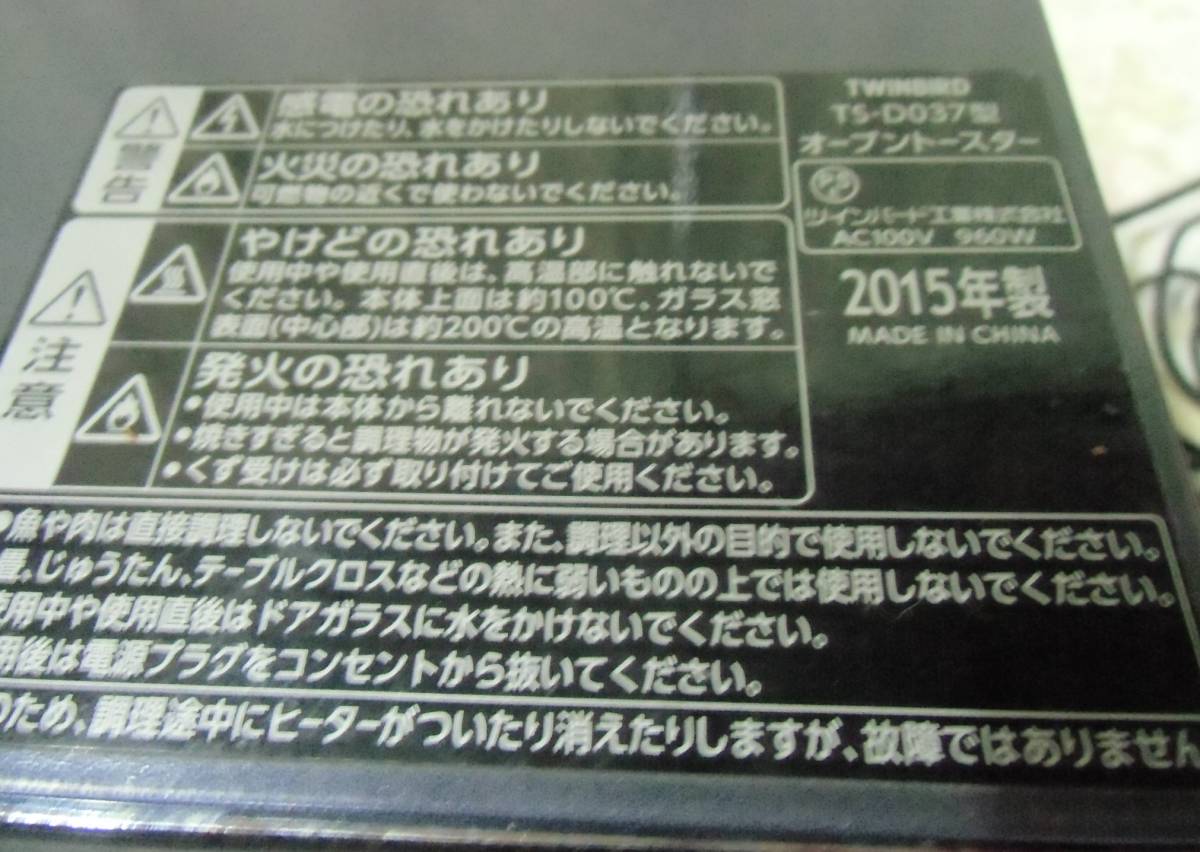 警告
感電の恐れあり
水につけたり、水をかけたりしないでください。
火災の恐れあり
可燃物の近くで使わないでください。
注意
やけどの恐れあり
使用中や使用直後は、高温部に触れないで
ください。本体上面は約100℃、ガラス窓
表面(中心部)は約200℃の高温となります。
発火の恐れあり
•使用中は本体から離れないでください。
•焼きすぎると調理物が発火する場合があります。
•くず受けは必ず取り付けてご使用ください。
TWINBIRD
TS-D037型
オーブントースター
PS
E
ツインバード工業株式会社
AC100V 960W
2015年製
MADE IN CHINA
•魚や肉は直接調理しないでください。また、調理以外の目的で使用しないでください。
畳、じゅうたん、テーブルクロスなどの熱に弱いものの上では使用しないでください。
使用中や使用直後はドアガラスに水をかけないでください。
用後は電源プラグをコンセントから抜いてください。
のため、調理途中にヒーターがついたり消えたりしますが、故障ではありません